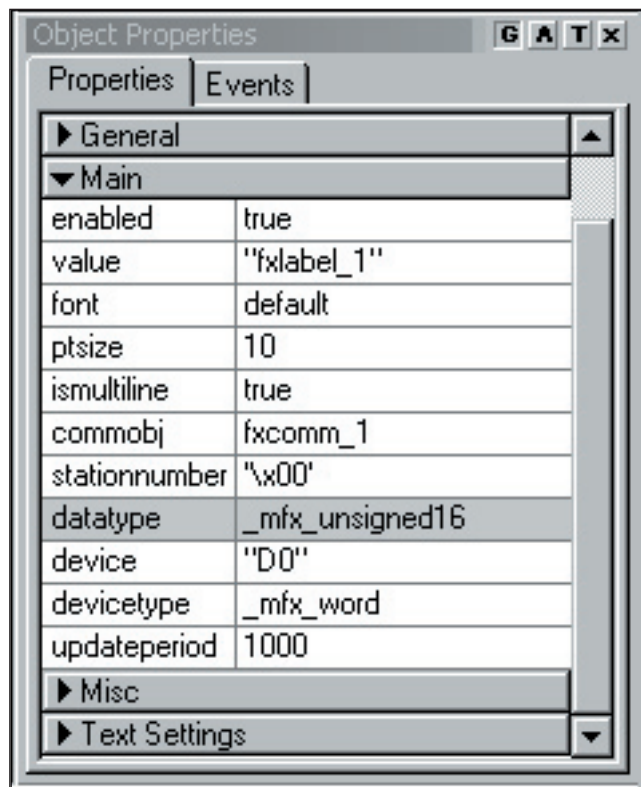 Object Properties G A T X
Properties Events
General
Main
enabled true
value "fxlabel_1"
font default
ptsize 10
ismultiline true
commobj fxcomm_1
stationnumber '\x00'
datatype _mfx_unsigned16
device "D0"
devicetype _mfx_word
updateperiod 1000
Misc
Text Settings